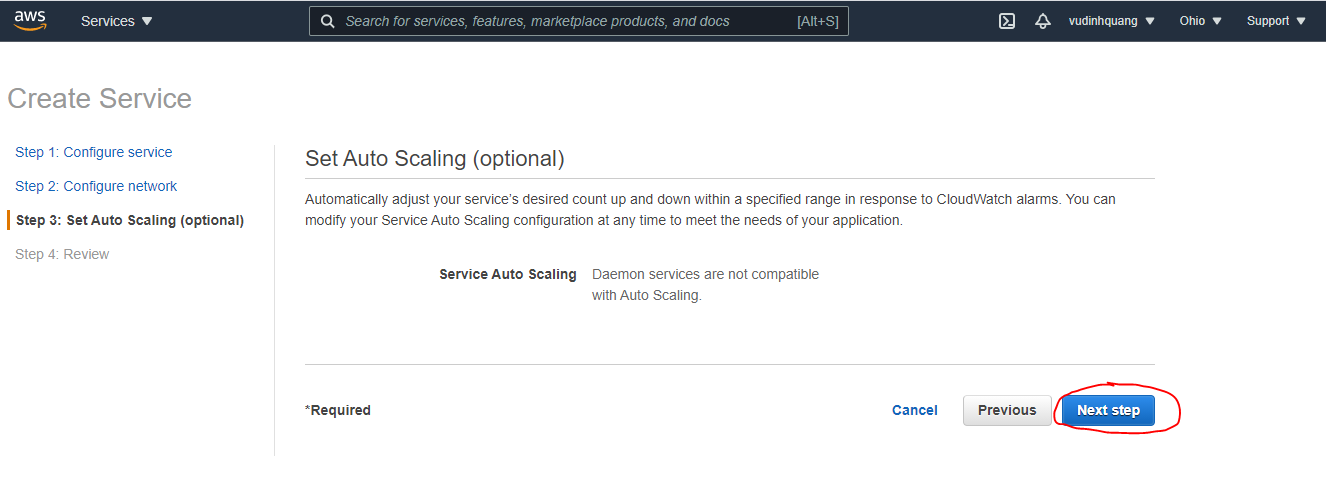 aws Services Search for services, features, marketplace products, and docs [Alt+S] vudinhquang Ohio Support
Create Service
Step 1: Configure service
Step 2: Configure network
Step 3: Set Auto Scaling (optional)
Step 4: Review
Set Auto Scaling (optional)
Automatically adjust your service’s desired count up and down within a specified range in response to CloudWatch alarms. You can
modify your Service Auto Scaling configuration at any time to meet the needs of your application.
Service Auto Scaling Daemon services are not compatible
with Auto Scaling.
*Required Cancel Previous Next step